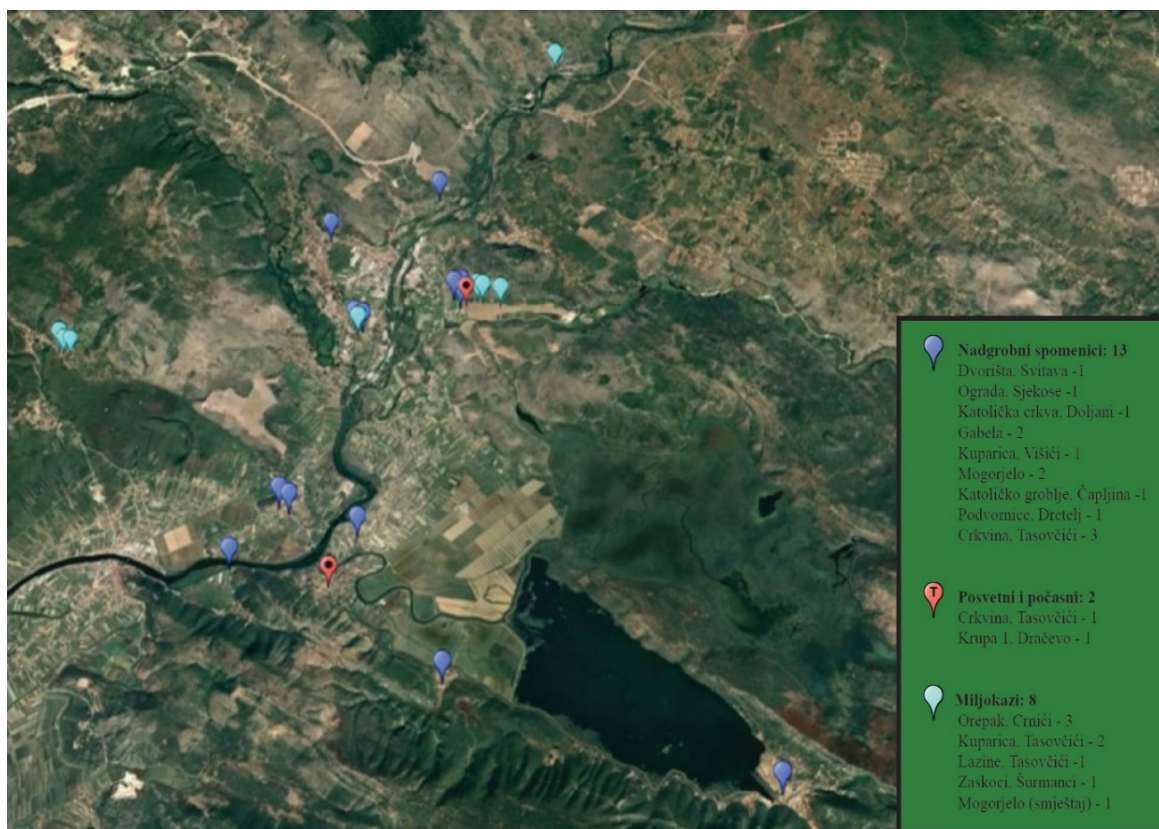 Nadgrobni spomenici: 13
Dvorišta, Svitava -1
Ograda, Sjekose -1
Katolička crkva, Doljani -1
Gabela - 2
Kuparica, Višići - 1
Mogorjelo - 2
Katoličko groblje, Čapljina -1
Podvornice, Dretelj - 1
Crkvina, Tasovčići - 3
T
Posvetni i počasni: 2
Crkvina, Tasovčići - 1
Krupa 1, Dračevo - 1
Miljokazi: 8
Orepak, Crnići - 3
Kuparica, Tasovčići - 2
Lazine, Tasovčići -1
Zaskoci, Šurmanci - 1
Mogorjelo (smještaj) - 1